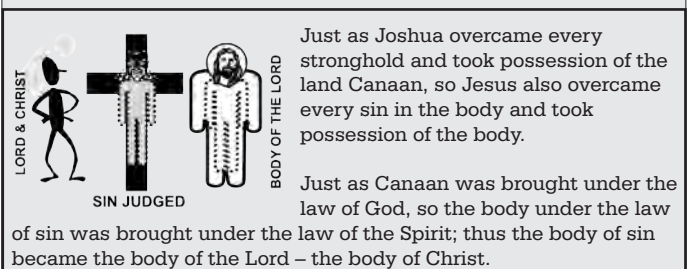 LORD & CHRIST
SIN JUDGED
BODY OF THE LORD
Just as Joshua overcame every
stronghold and took possession of the
land Canaan, so Jesus also overcame
every sin in the body and took
possession of the body.
Just as Canaan was brought under the
law of God, so the body under the law
of sin was brought under the law of the Spirit; thus the body of sin
became the body of the Lord – the body of Christ.